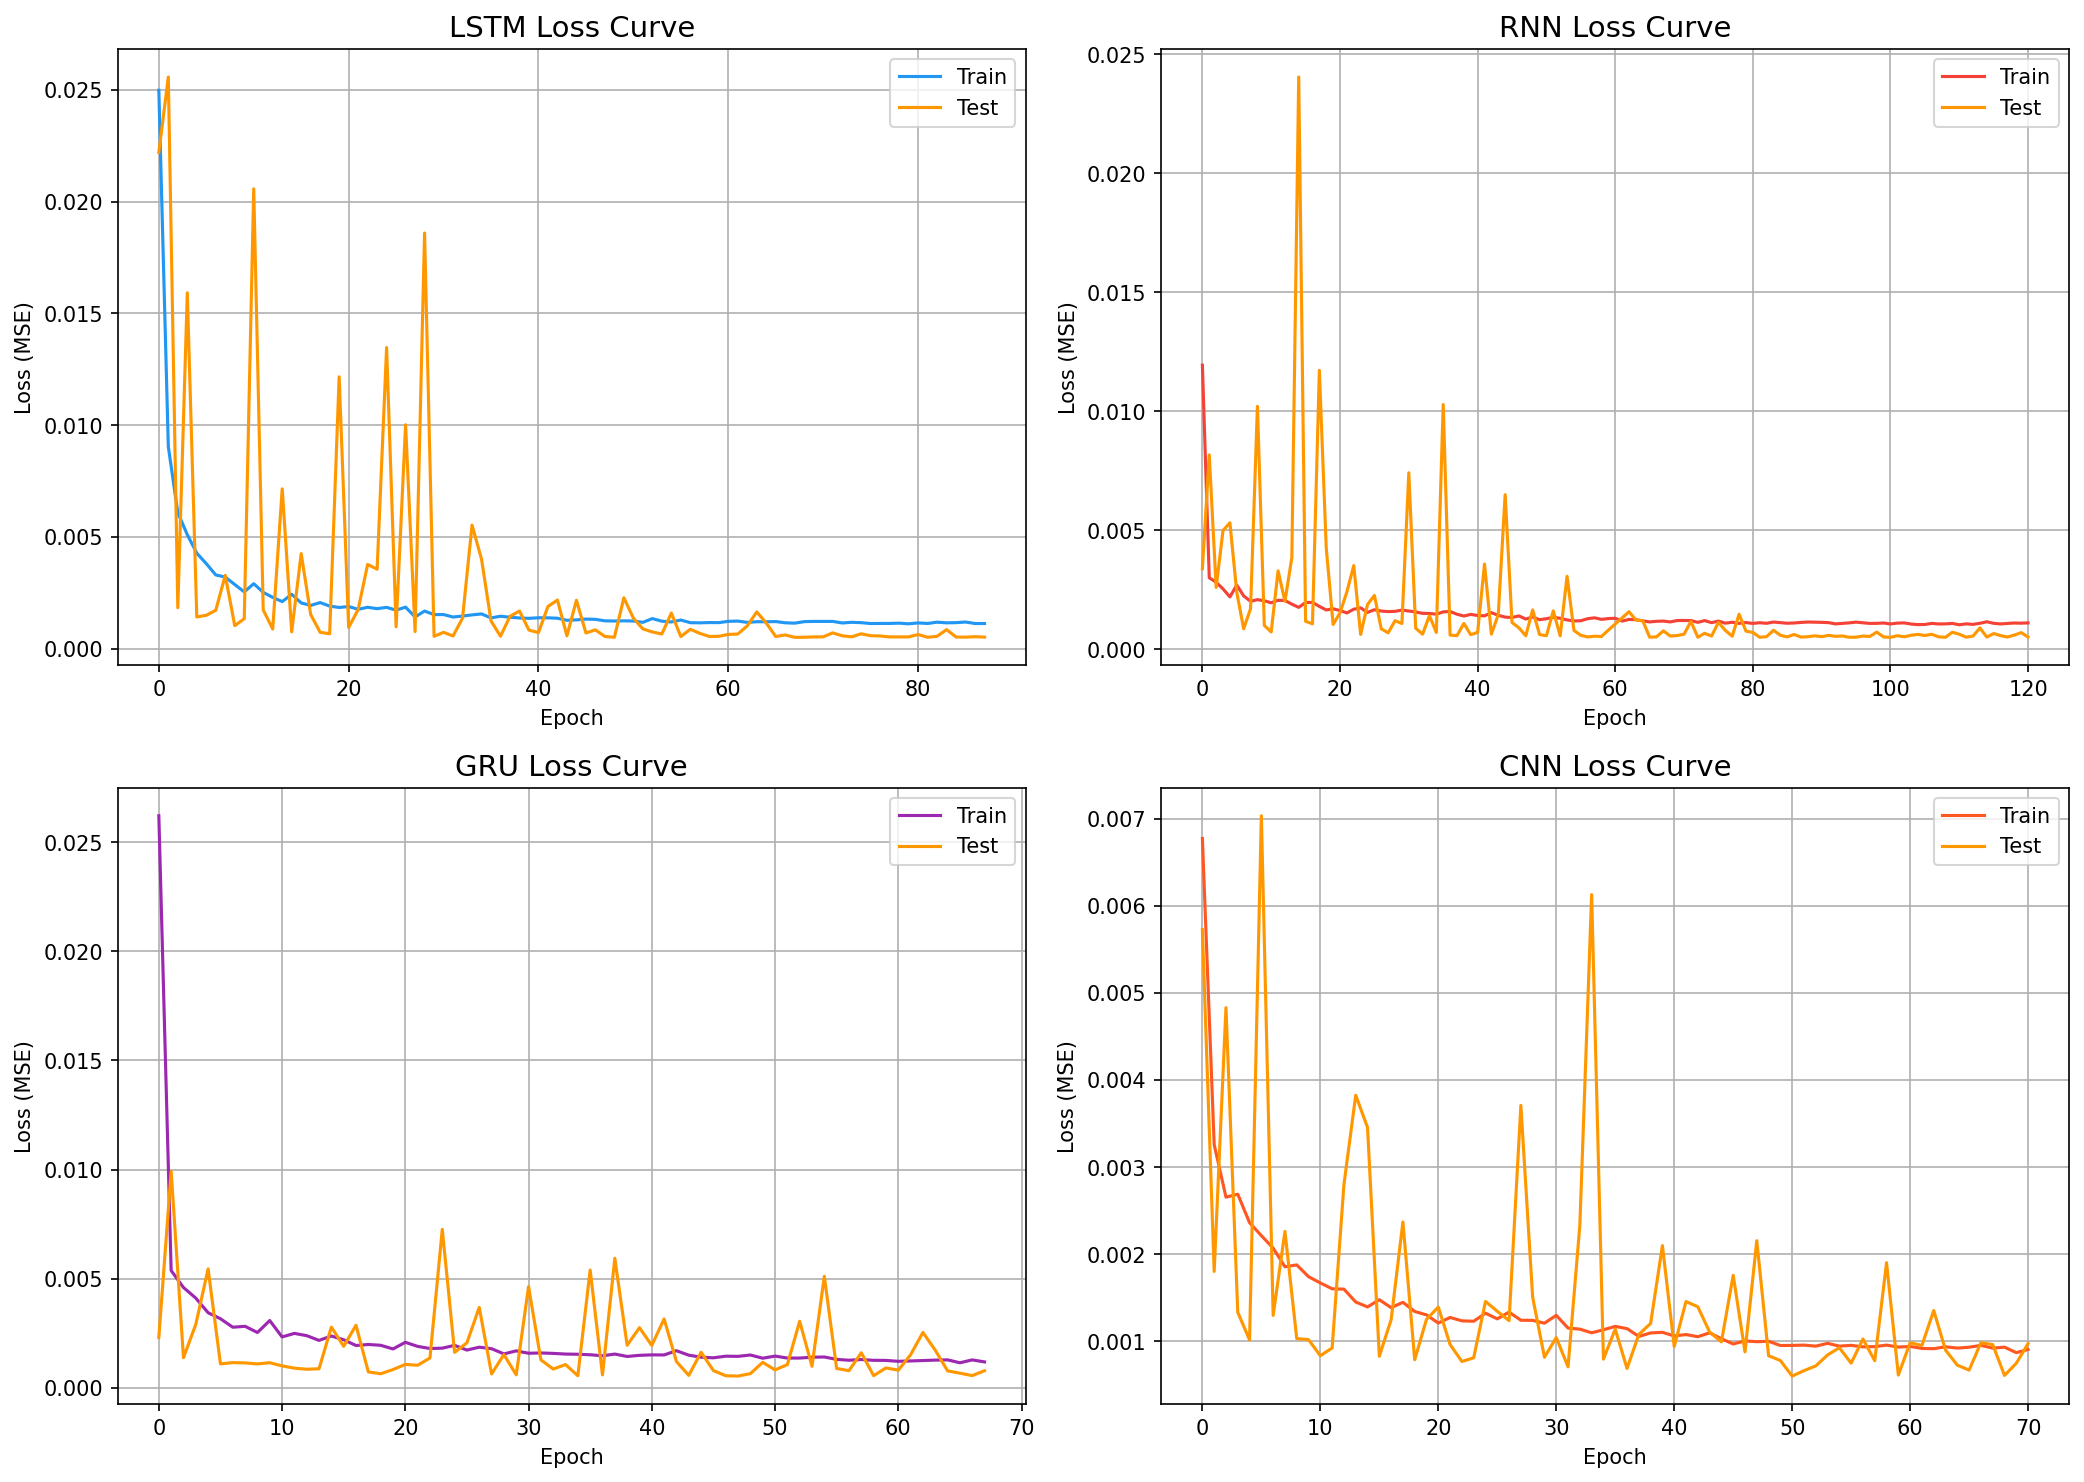 LSTM Loss Curve
Loss (MSE)
0.025
0.020
0.015
0.010
0.005
0.000
0 20 40 60 80
Epoch
Train
Test
RNN Loss Curve
Loss (MSE)
0.025
0.020
0.015
0.010
0.005
0.000
0 20 40 60 80 100 120
Epoch
Train
Test
GRU Loss Curve
Loss (MSE)
0.025
0.020
0.015
0.010
0.005
0.000
0 10 20 30 40 50 60 70
Epoch
Train
Test
CNN Loss Curve
Loss (MSE)
0.007
0.006
0.005
0.004
0.003
0.002
0.001
0 10 20 30 40 50 60 70
Epoch
Train
Test